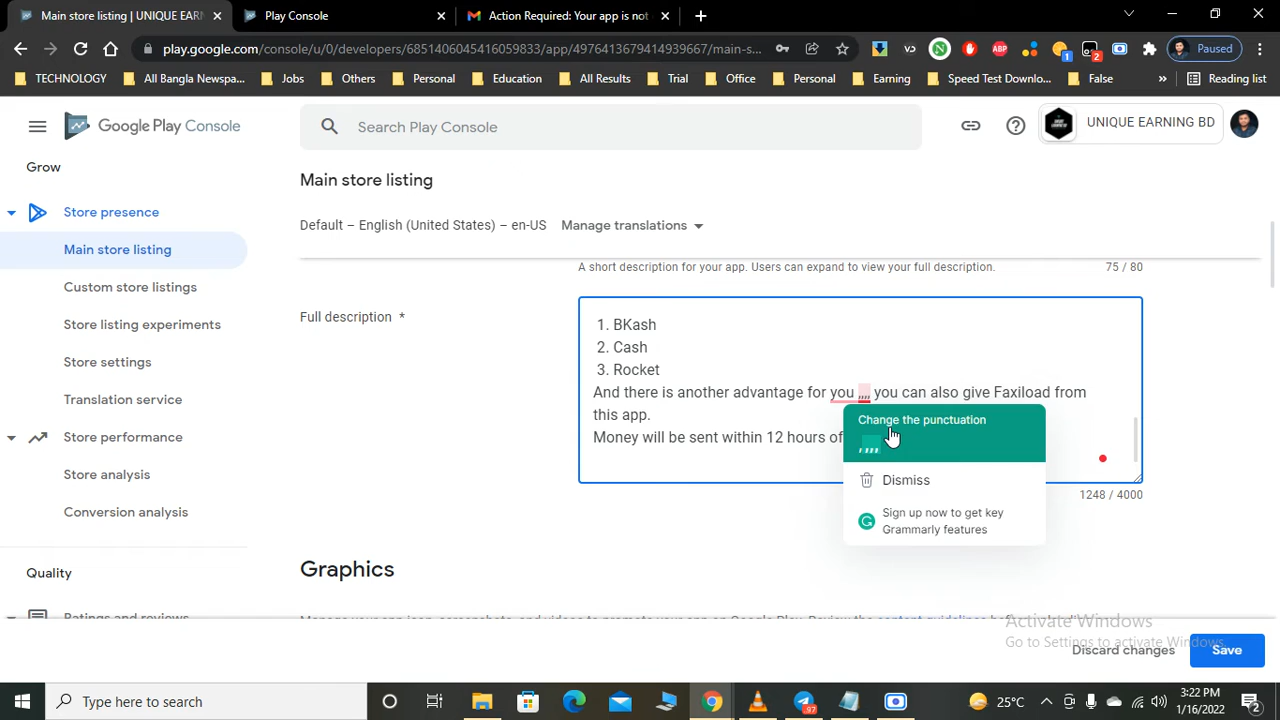 Main store listing | UNIQUE EARN
Play Console
Action Required: Your app is not
play.google.com/console/u/0/developers/6851406045416059833/app/4976413679414939667/main-s...
Paused
TECHNOLOGY
All Bangla Newspa...
Jobs
Others
Personal
Education
All Results
Trial
Office
Personal
Earning
Speed Test Downlo...
False
»
Reading list
Google Play Console
Search Play Console
UNIQUE EARNING BD
Grow
Main store listing
Store presence
Default – English (United States) – en-US
Manage translations
Main store listing
A short description for your app. Users can expand to view your full description.
75 / 80
Custom store listings
Full description *
1. BKash
Store listing experiments
2. Cash
Store settings
3. Rocket
Translation service
And there is another advantage for you ,,,, you can also give Faxiload from
this app.
Change the punctuation
,,,,
Store performance
Money will be sent within 12 hours of
Store analysis
Dismiss
1248 / 4000
Conversion analysis
Sign up now to get key
Grammarly features
Quality
Graphics
Ratings and reviews
Activate Windows
Go to Settings to activate Windows.
Discard changes
Save
Type here to search
97
25°C
3:22 PM
1/16/2022
2